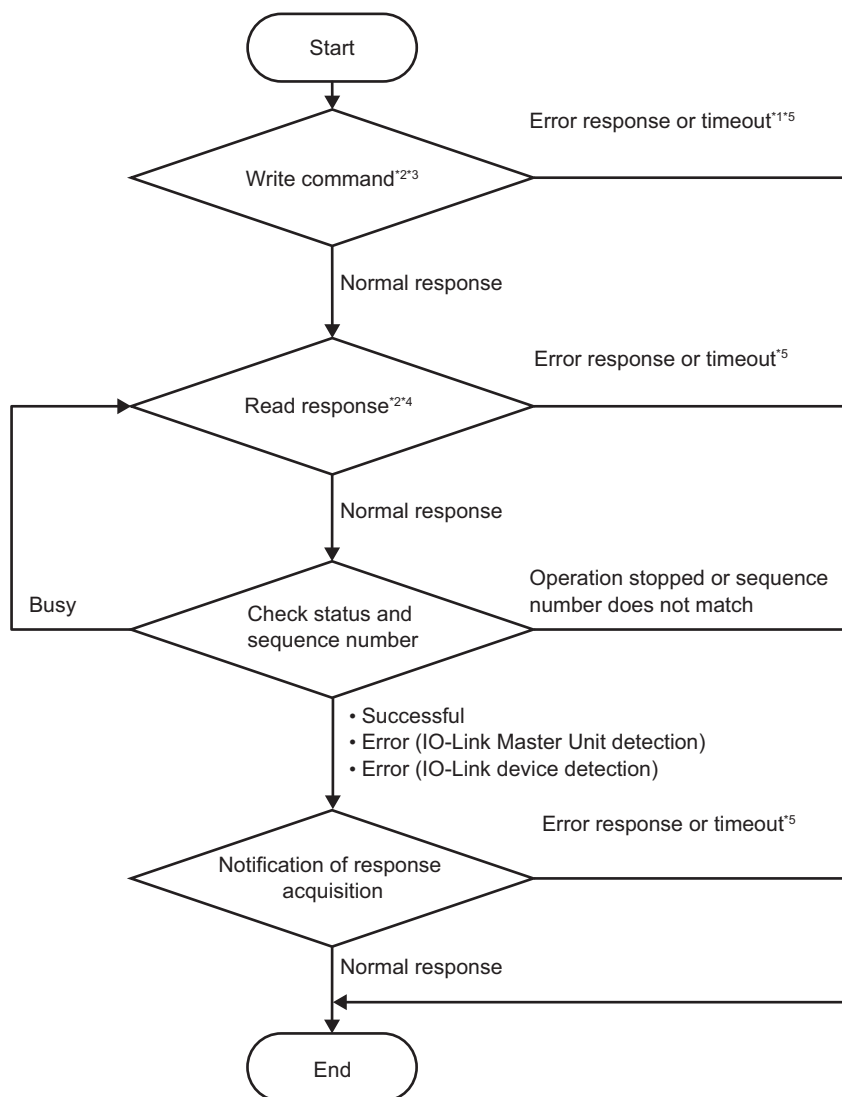 Start
Error response or timeout*1*5
Write command*2*3
Normal response
Error response or timeout*5
Read response*2*4
Normal response
Operation stopped or sequence
number does not match
Busy
Check status and
sequence number
• Successful
• Error (IO-Link Master Unit detection)
• Error (IO-Link device detection)
Error response or timeout*5
Notification of response
acquisition
Normal response
End